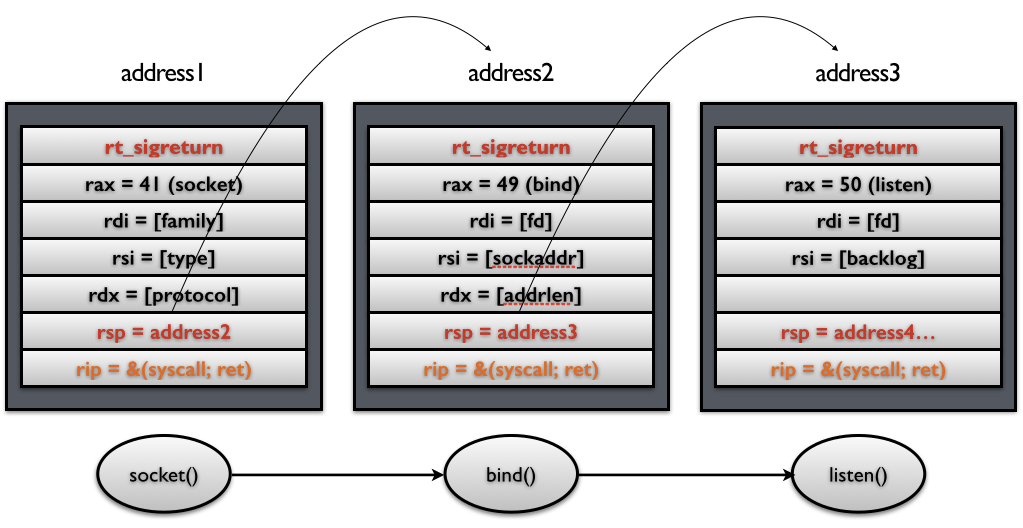 address1
rt_sigreturn
rax = 41 (socket)
rdi = [family]
rsi = [type]
rdx = [protocol]
rsp = address2
rip = &(syscall; ret)
address2
rt_sigreturn
rax = 49 (bind)
rdi = [fd]
rsi = [sockaddr]
rdx = [addrlen]
rsp = address3
rip = &(syscall; ret)
address3
rt_sigreturn
rax = 50 (listen)
rdi = [fd]
rsi = [backlog]
rsp = address4…
rip = &(syscall; ret)
socket()
bind()
listen()